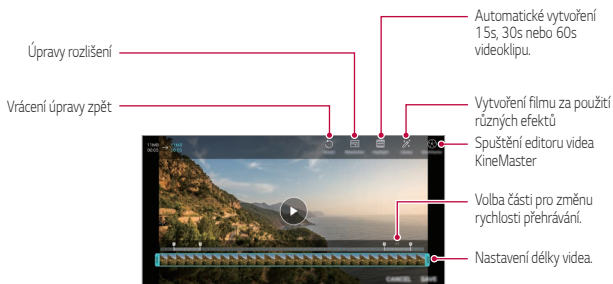 Automatické vytvoření
15s, 30s nebo 60s
videoklipu.
Úpravy rozlišení
Vrácení úpravy zpět
Vytvoření filmu za použití
různých efektů
Spuštění editoru videa
KineMaster
Volba části pro změnu
rychlosti přehrávání.
Nastavení délky videa.
CANCEL SAVE